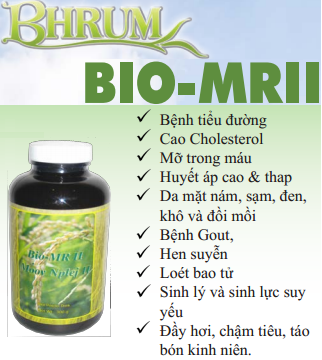 BHRUM
BIO-MRII
Bệnh tiểu đường
Cao Cholesterol
Mỡ trong máu
Huyết áp cao & thap
Da mặt nám, sạm, đen,
khô và đồi mồi
Bệnh Gout,
Hen suyễn
Loét bao tử
Sinh lý và sinh lực suy
yếu
Đầy hơi, chậm tiêu, táo
bón kinh niên.
Bio-MRII